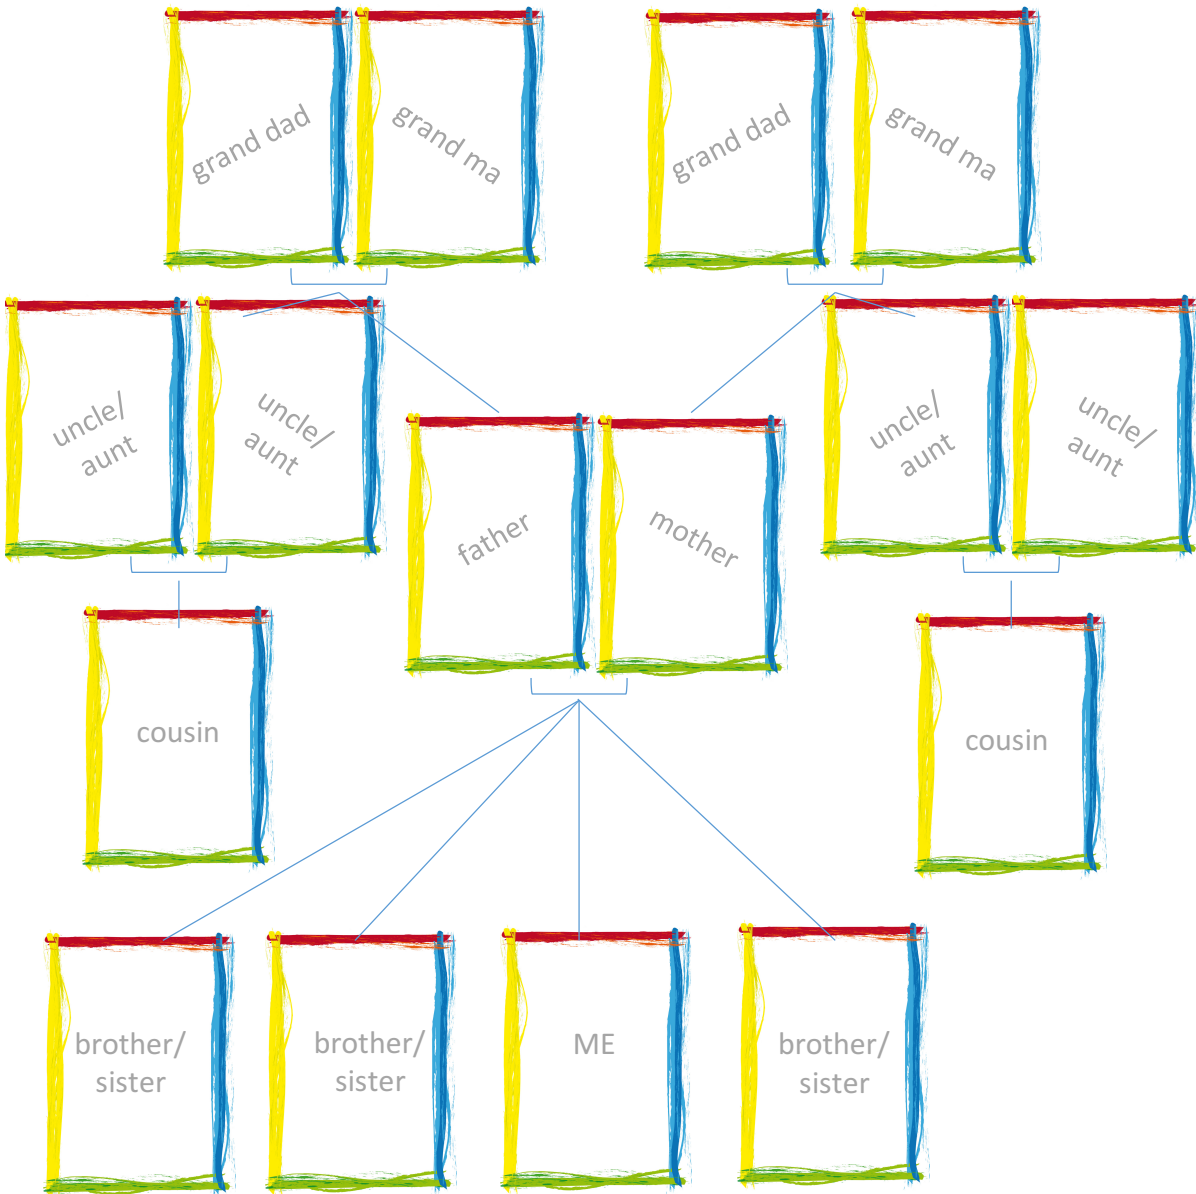 grand dad
grand ma
grand dad
grand ma
uncle/
aunt
uncle/
aunt
father
mother
uncle/
aunt
uncle/
aunt
cousin
cousin
brother/
sister
brother/
sister
ME
brother/
sister